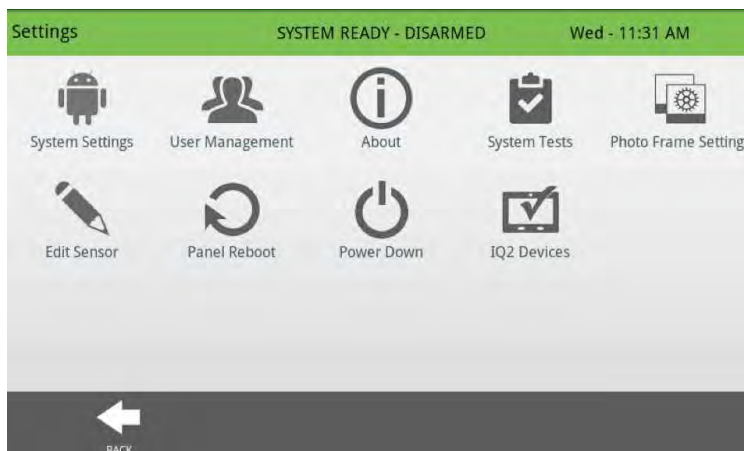 Settings SYSTEM READY - DISARMED Wed - 11:31 AM
System Settings User Management About System Tests Photo Frame Setting
Edit Sensor Panel Reboot Power Down IQ2 Devices
BACK